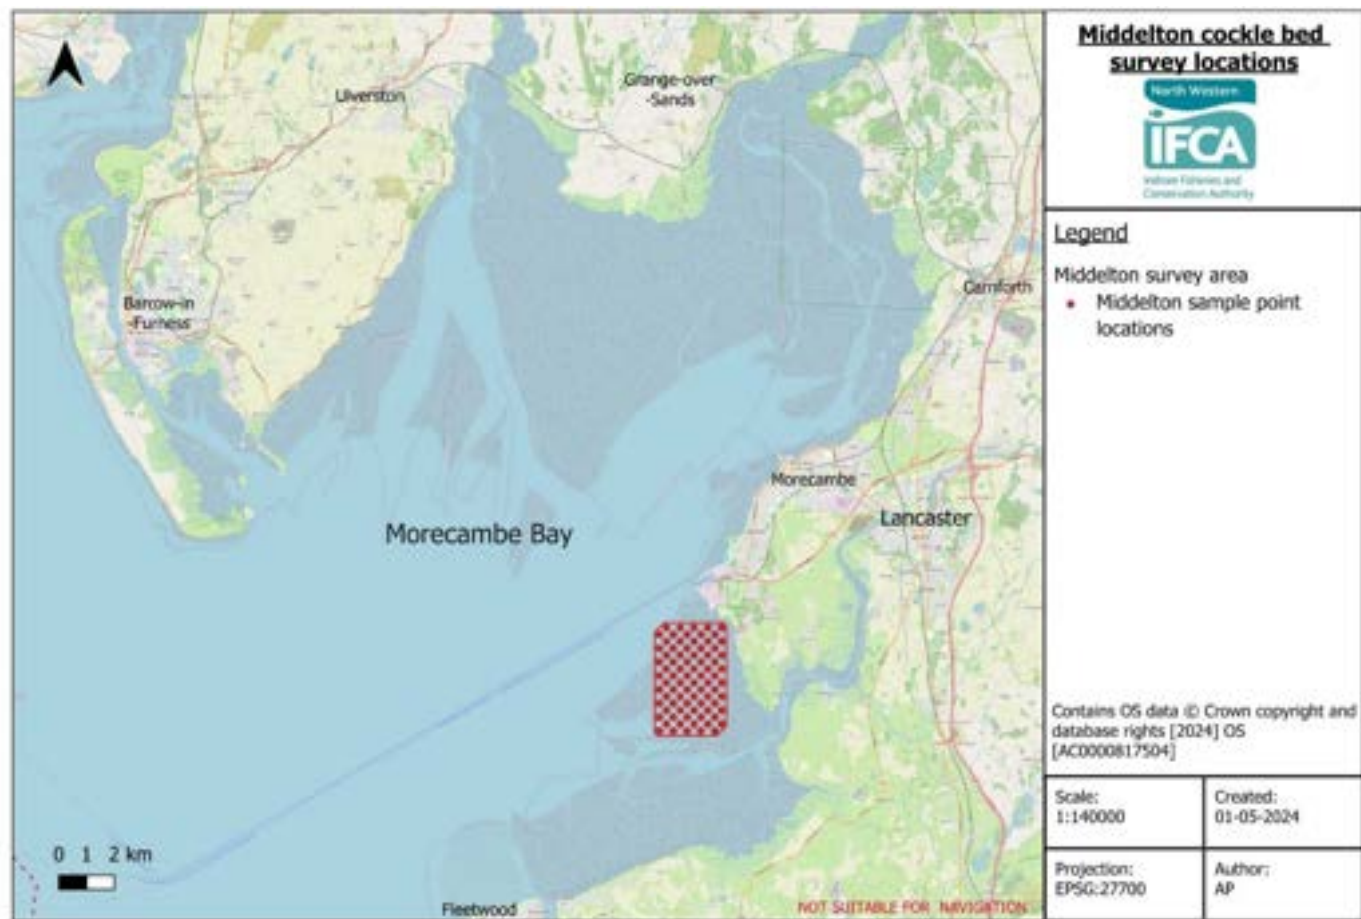 Ulverston
Grange-over
-Sands
Barrow-in
-Furness
Carnforth
Morecambe
Lancaster
Morecambe Bay
0 1 2 km
Fleetwood
NOT SUITABLE FOR NAVIGATION
Middelton cockle bed
survey locations
North Western
IFCA
Inshore Fisheries and
Conservation Authority
Legend
Middelton survey area
Middelton sample point
locations
Contains OS data © Crown copyright and
database rights [2024] OS
[AC0000817504]
Scale:
1:140000
Created:
01-05-2024
Projection:
EPSG:27700
Author:
AP